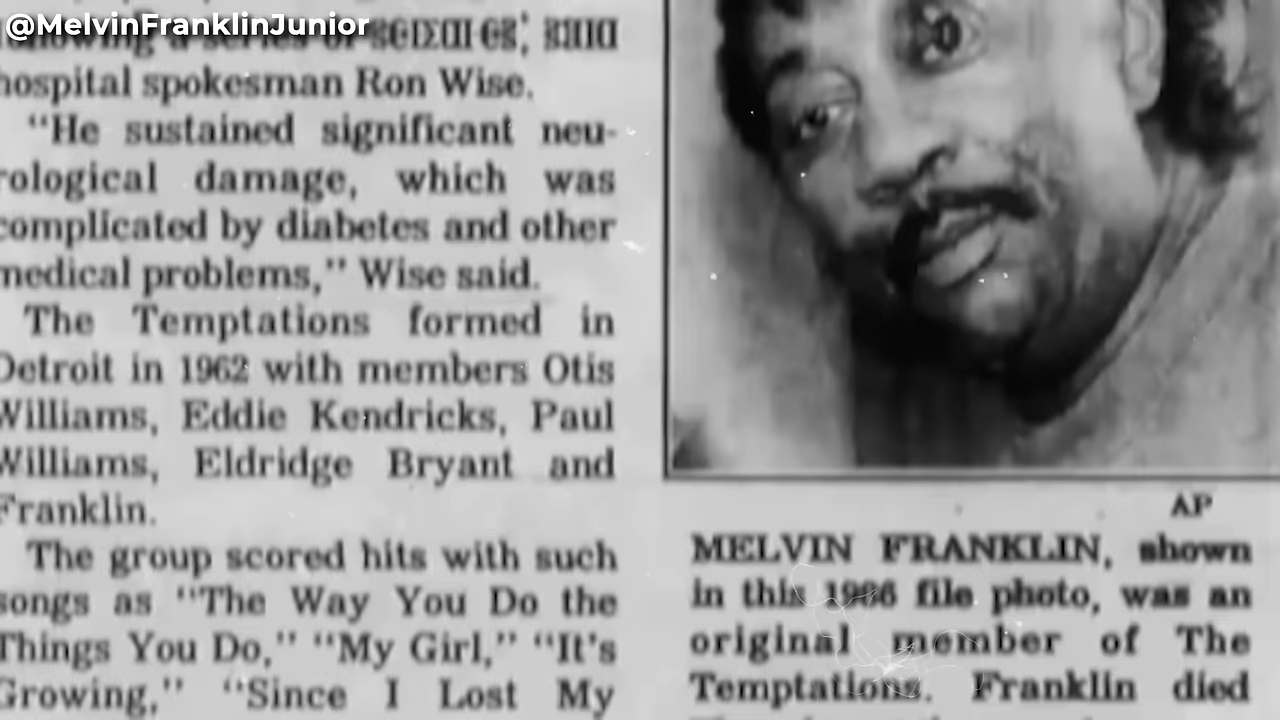 @MelvinFranklinJunior
following a series of
hospital spokesman Ron Wise.
“He sustained significant neu-
rological damage, which was
complicated by diabetes and other
medical problems,” Wise said.
The Temptations formed in
Detroit in 1962 with members Otis
Williams, Eddie Kendricks, Paul
Williams, Eldridge Bryant and
Franklin.
The group scored hits with such
songs as “The Way You Do the
Things You Do,” “My Girl,” “It’s
Growing,” “Since I Lost My
AP
MELVIN FRANKLIN, shown
in this 1986 file photo, was an
original member of The
Temptations. Franklin died